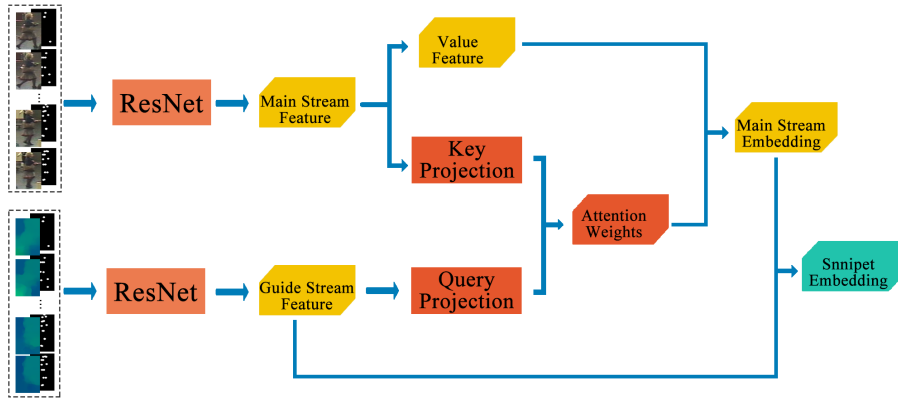 Value
Feature
ResNet
Main Stream
Feature
Main Stream
Embedding
Key
Projection
Attention
Weights
Snnipet
Embedding
ResNet
Guide Stream
Feature
Query
Projection